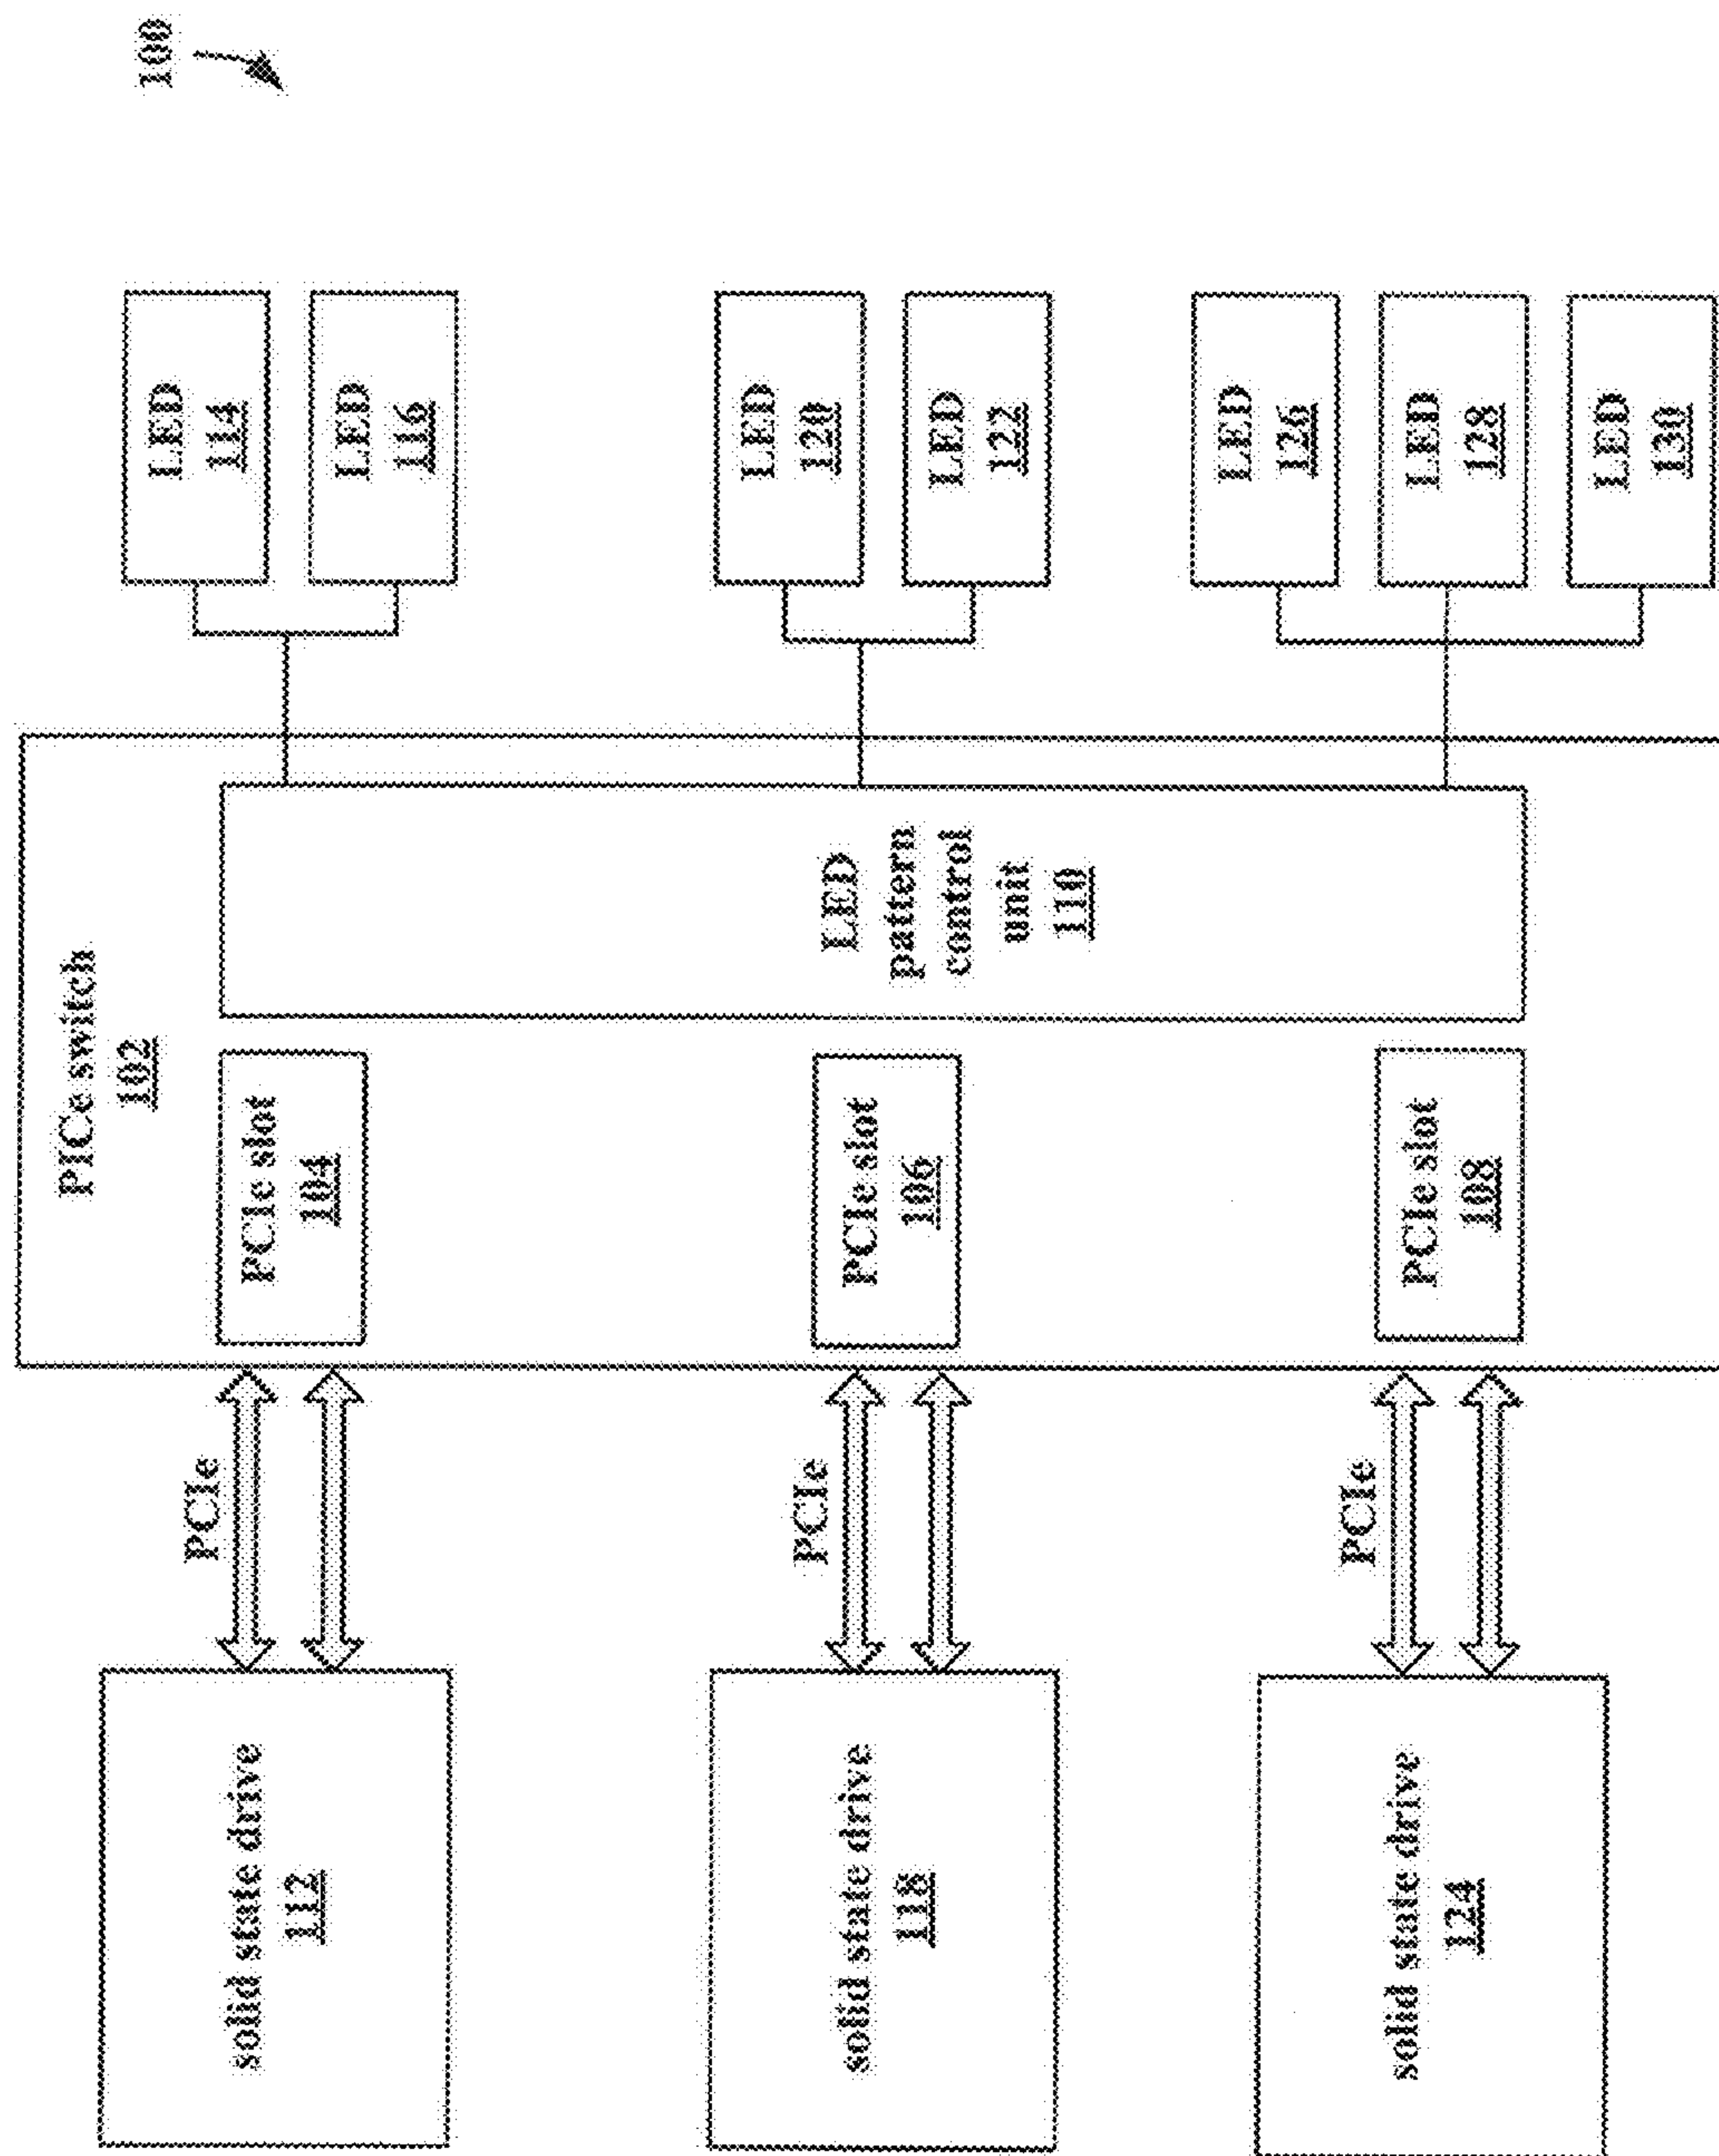 100
LED
114
LED
116
LED
120
LED
122
LED
126
LED
128
LED
130
PICe switch
102
LED
pattern
control
unit
110
PCIe slot
104
PCIe slot
106
PCIe slot
108
PCIe
PCIe
PCIe
solid state drive
112
solid state drive
118
solid state drive
124